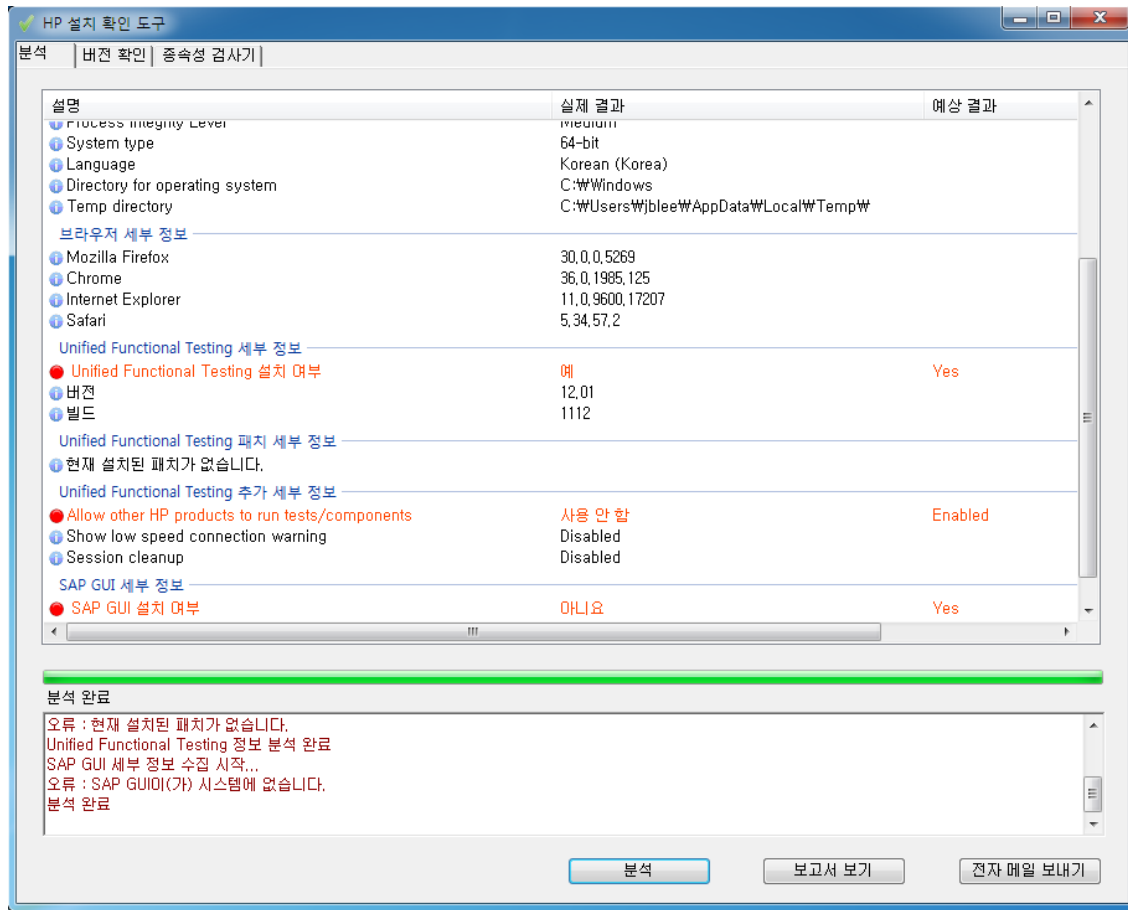 HP 설치 확인 도구
분석 버전 확인 종속성 검사기
설명 실제 결과 예상 결과
Process Integrity Level Medium
System type 64-bit
Language Korean (Korea)
Directory for operating system C:₩Windows
Temp directory C:₩Users₩jblee₩AppData₩Local₩Temp₩
브라우저 세부 정보
Mozilla Firefox 30,0,0,5269
Chrome 36,0,1985,125
Internet Explorer 11,0,9600,17207
Safari 5,34,57,2
Unified Functional Testing 세부 정보
Unified Functional Testing 설치 여부 예 Yes
버전 12,01
빌드 1112
Unified Functional Testing 패치 세부 정보
현재 설치된 패치가 없습니다.
Unified Functional Testing 추가 세부 정보
Allow other HP products to run tests/components 사용 안 함 Enabled
Show low speed connection warning Disabled
Session cleanup Disabled
SAP GUI 세부 정보
SAP GUI 설치 여부 아니요 Yes
분석 완료
오류 : 현재 설치된 패치가 없습니다.
Unified Functional Testing 정보 분석 완료
SAP GUI 세부 정보 수집 시작...
오류 : SAP GUI이(가) 시스템에 없습니다.
분석 완료
분석 보고서 보기 전자 메일 보내기